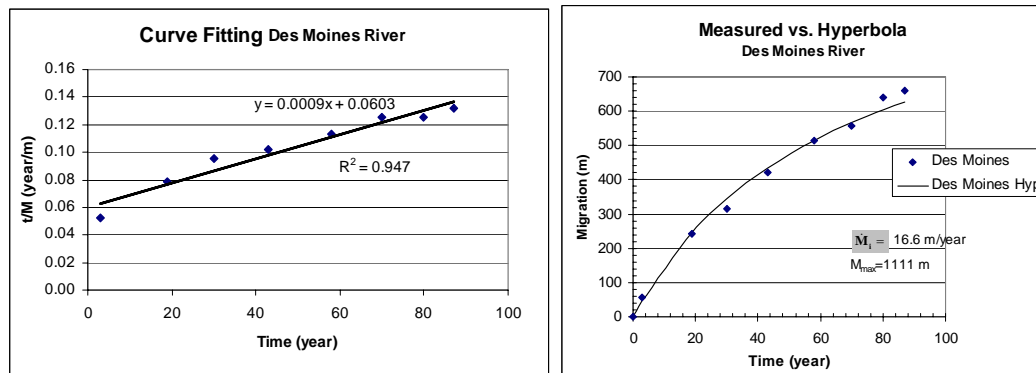 Curve Fitting Des Moines River
0.16
0.14
0.12
0.10
0.08
0.06
0.04
0.02
0.00
t/M (year/m)
y = 0.0009x + 0.0603
R² = 0.947
0 20 40 60 80 100
Time (year)
Measured vs. Hyperbola
Des Moines River
700
600
500
400
300
200
100
0
Migration (m)
Des Moines
Des Moines Hyp
Ṁi = 16.6 m/year
Mmax=1111 m
0 20 40 60 80 100
Time (year)